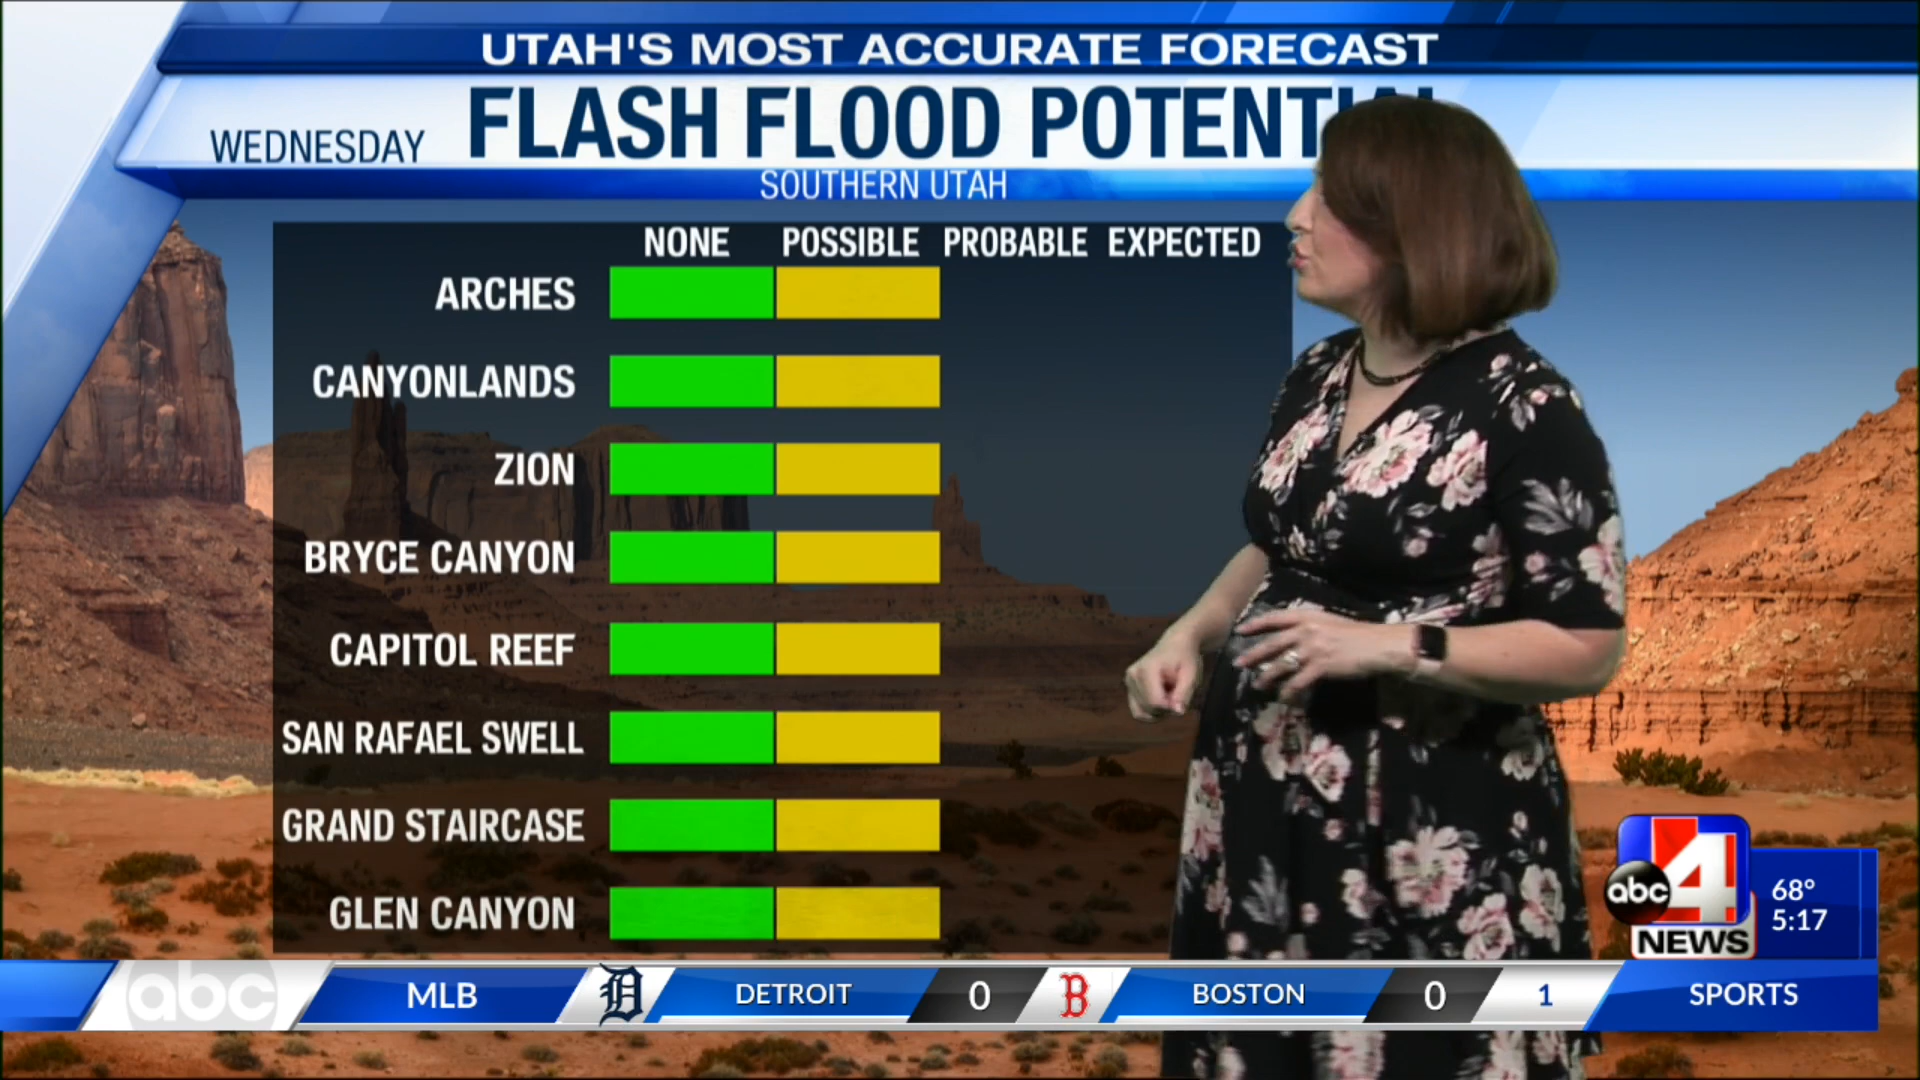 UTAH'S MOST ACCURATE FORECAST
WEDNESDAY FLASH FLOOD POTENTIAL
SOUTHERN UTAH
NONE POSSIBLE PROBABLE EXPECTED
ARCHES
CANYONLANDS
ZION
BRYCE CANYON
CAPITOL REEF
SAN RAFAEL SWELL
GRAND STAIRCASE
GLEN CANYON
abc 4 NEWS
68°
5:17
abc MLB D DETROIT 0 B BOSTON 0 1 SPORTS